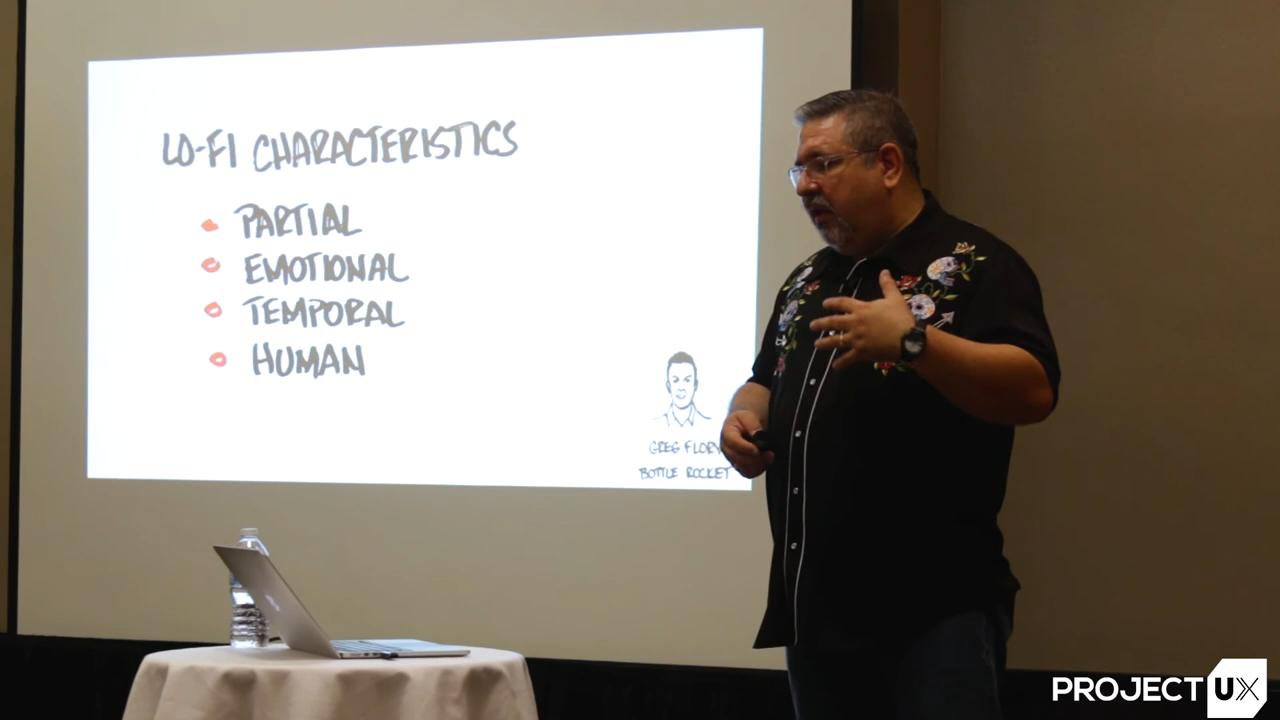 LO-FI CHARACTERISTICS
PARTIAL
EMOTIONAL
TEMPORAL
HUMAN
GREG FLORY
BOTTLE ROCKET
PROJECT UX